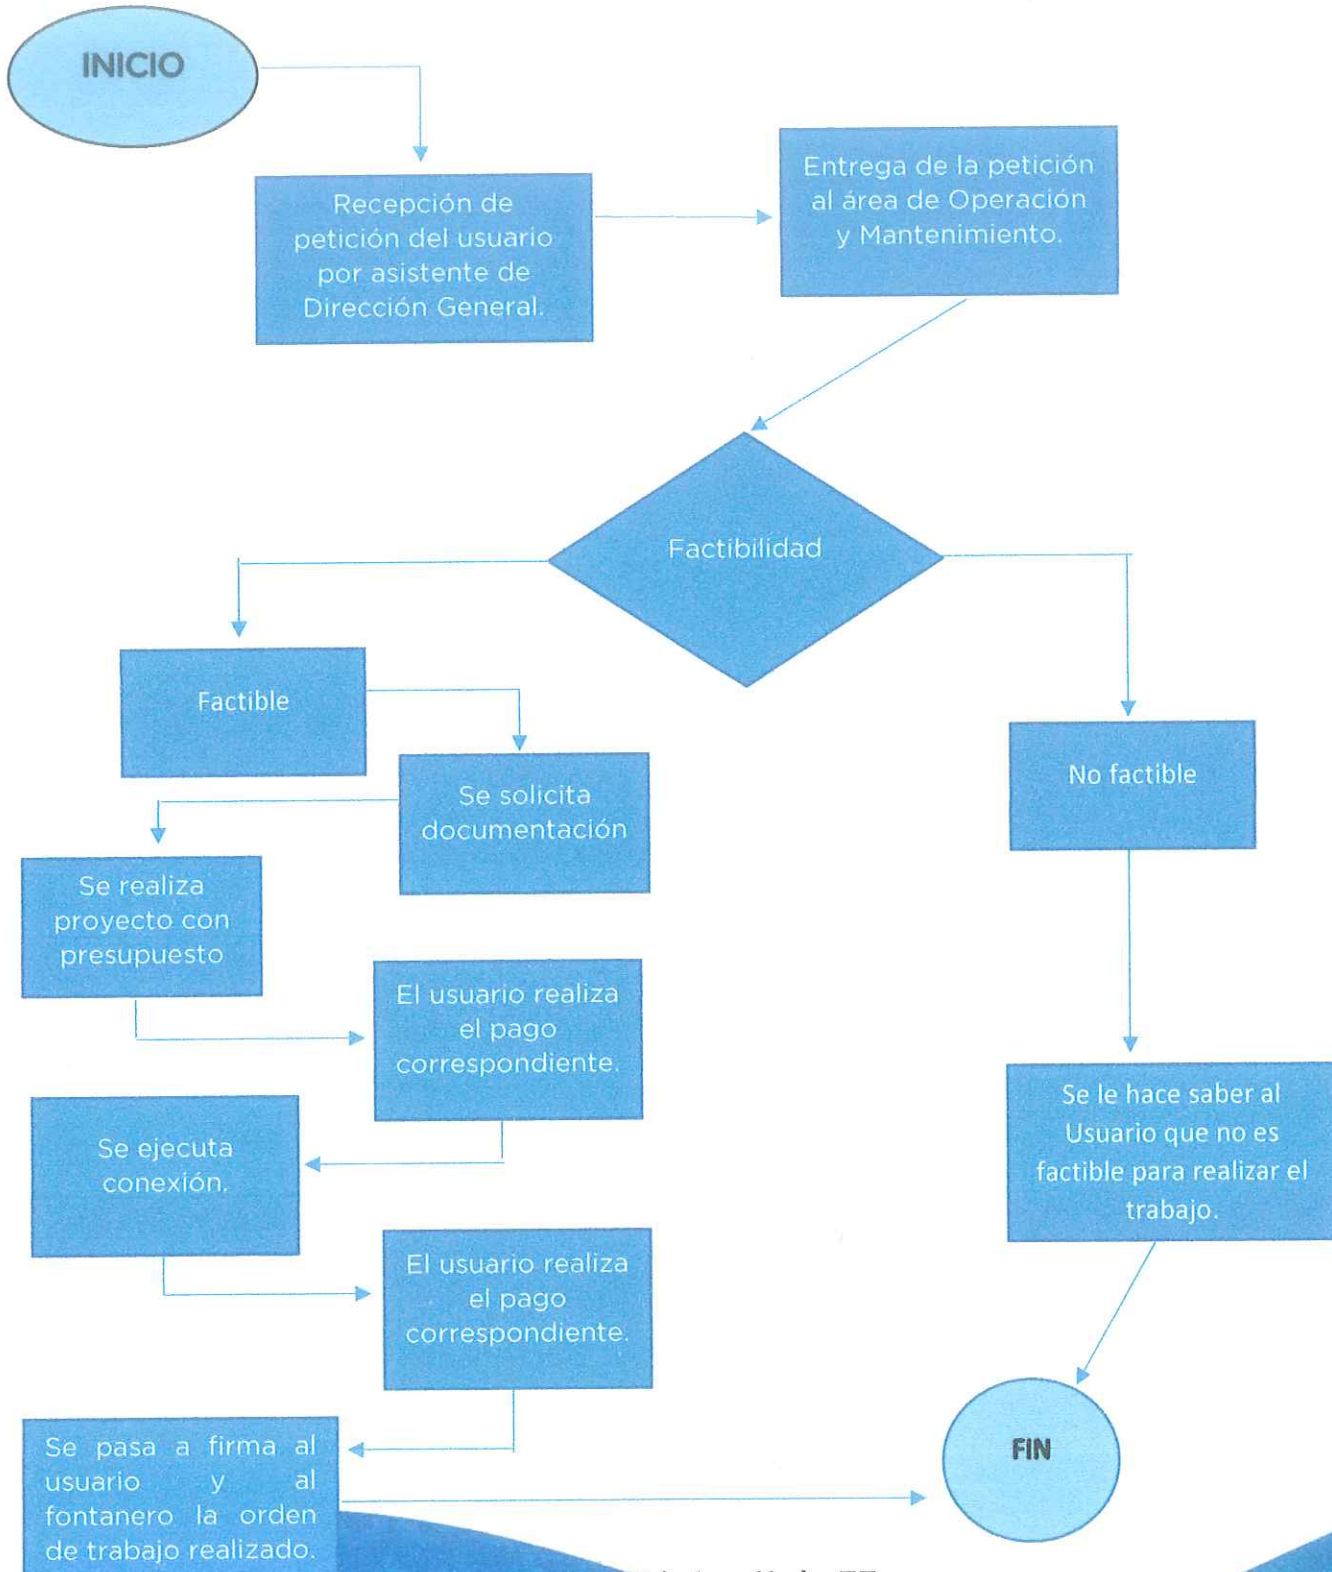 INICIO
Recepción de
petición del usuario
por asistente de
Dirección General.
Entrega de la petición
al área de Operación
y Mantenimiento.
Factibilidad
Factible
Se solicita
documentación
Se realiza
proyecto con
presupuesto
El usuario realiza
el pago
correspondiente.
Se ejecuta
conexión.
El usuario realiza
el pago
correspondiente.
Se pasa a firma al
usuario y al
fontanero la orden
de trabajo realizado.
No factible
Se le hace saber al
Usuario que no es
factible para realizar el
trabajo.
FIN